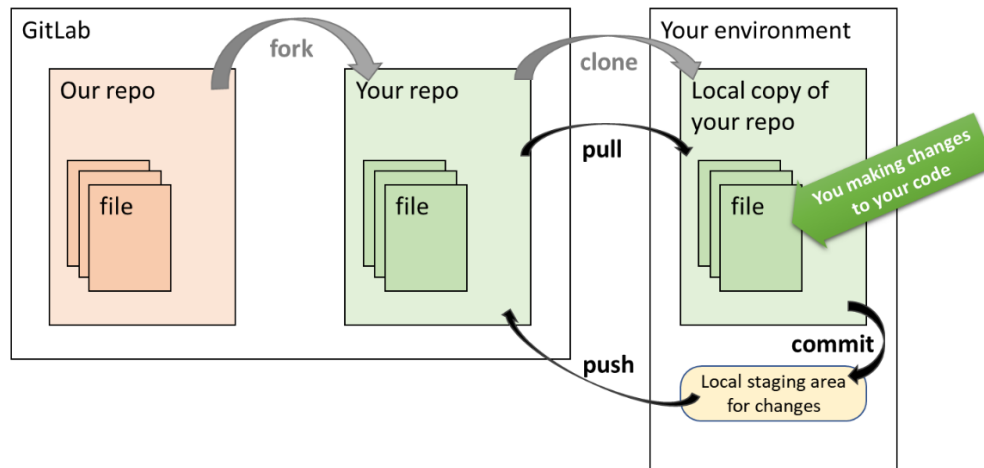 GitLab
fork
Our repo
file
Your repo
file
clone
pull
push
Your environment
Local copy of
your repo
file
You making changes
to your code
commit
Local staging area
for changes